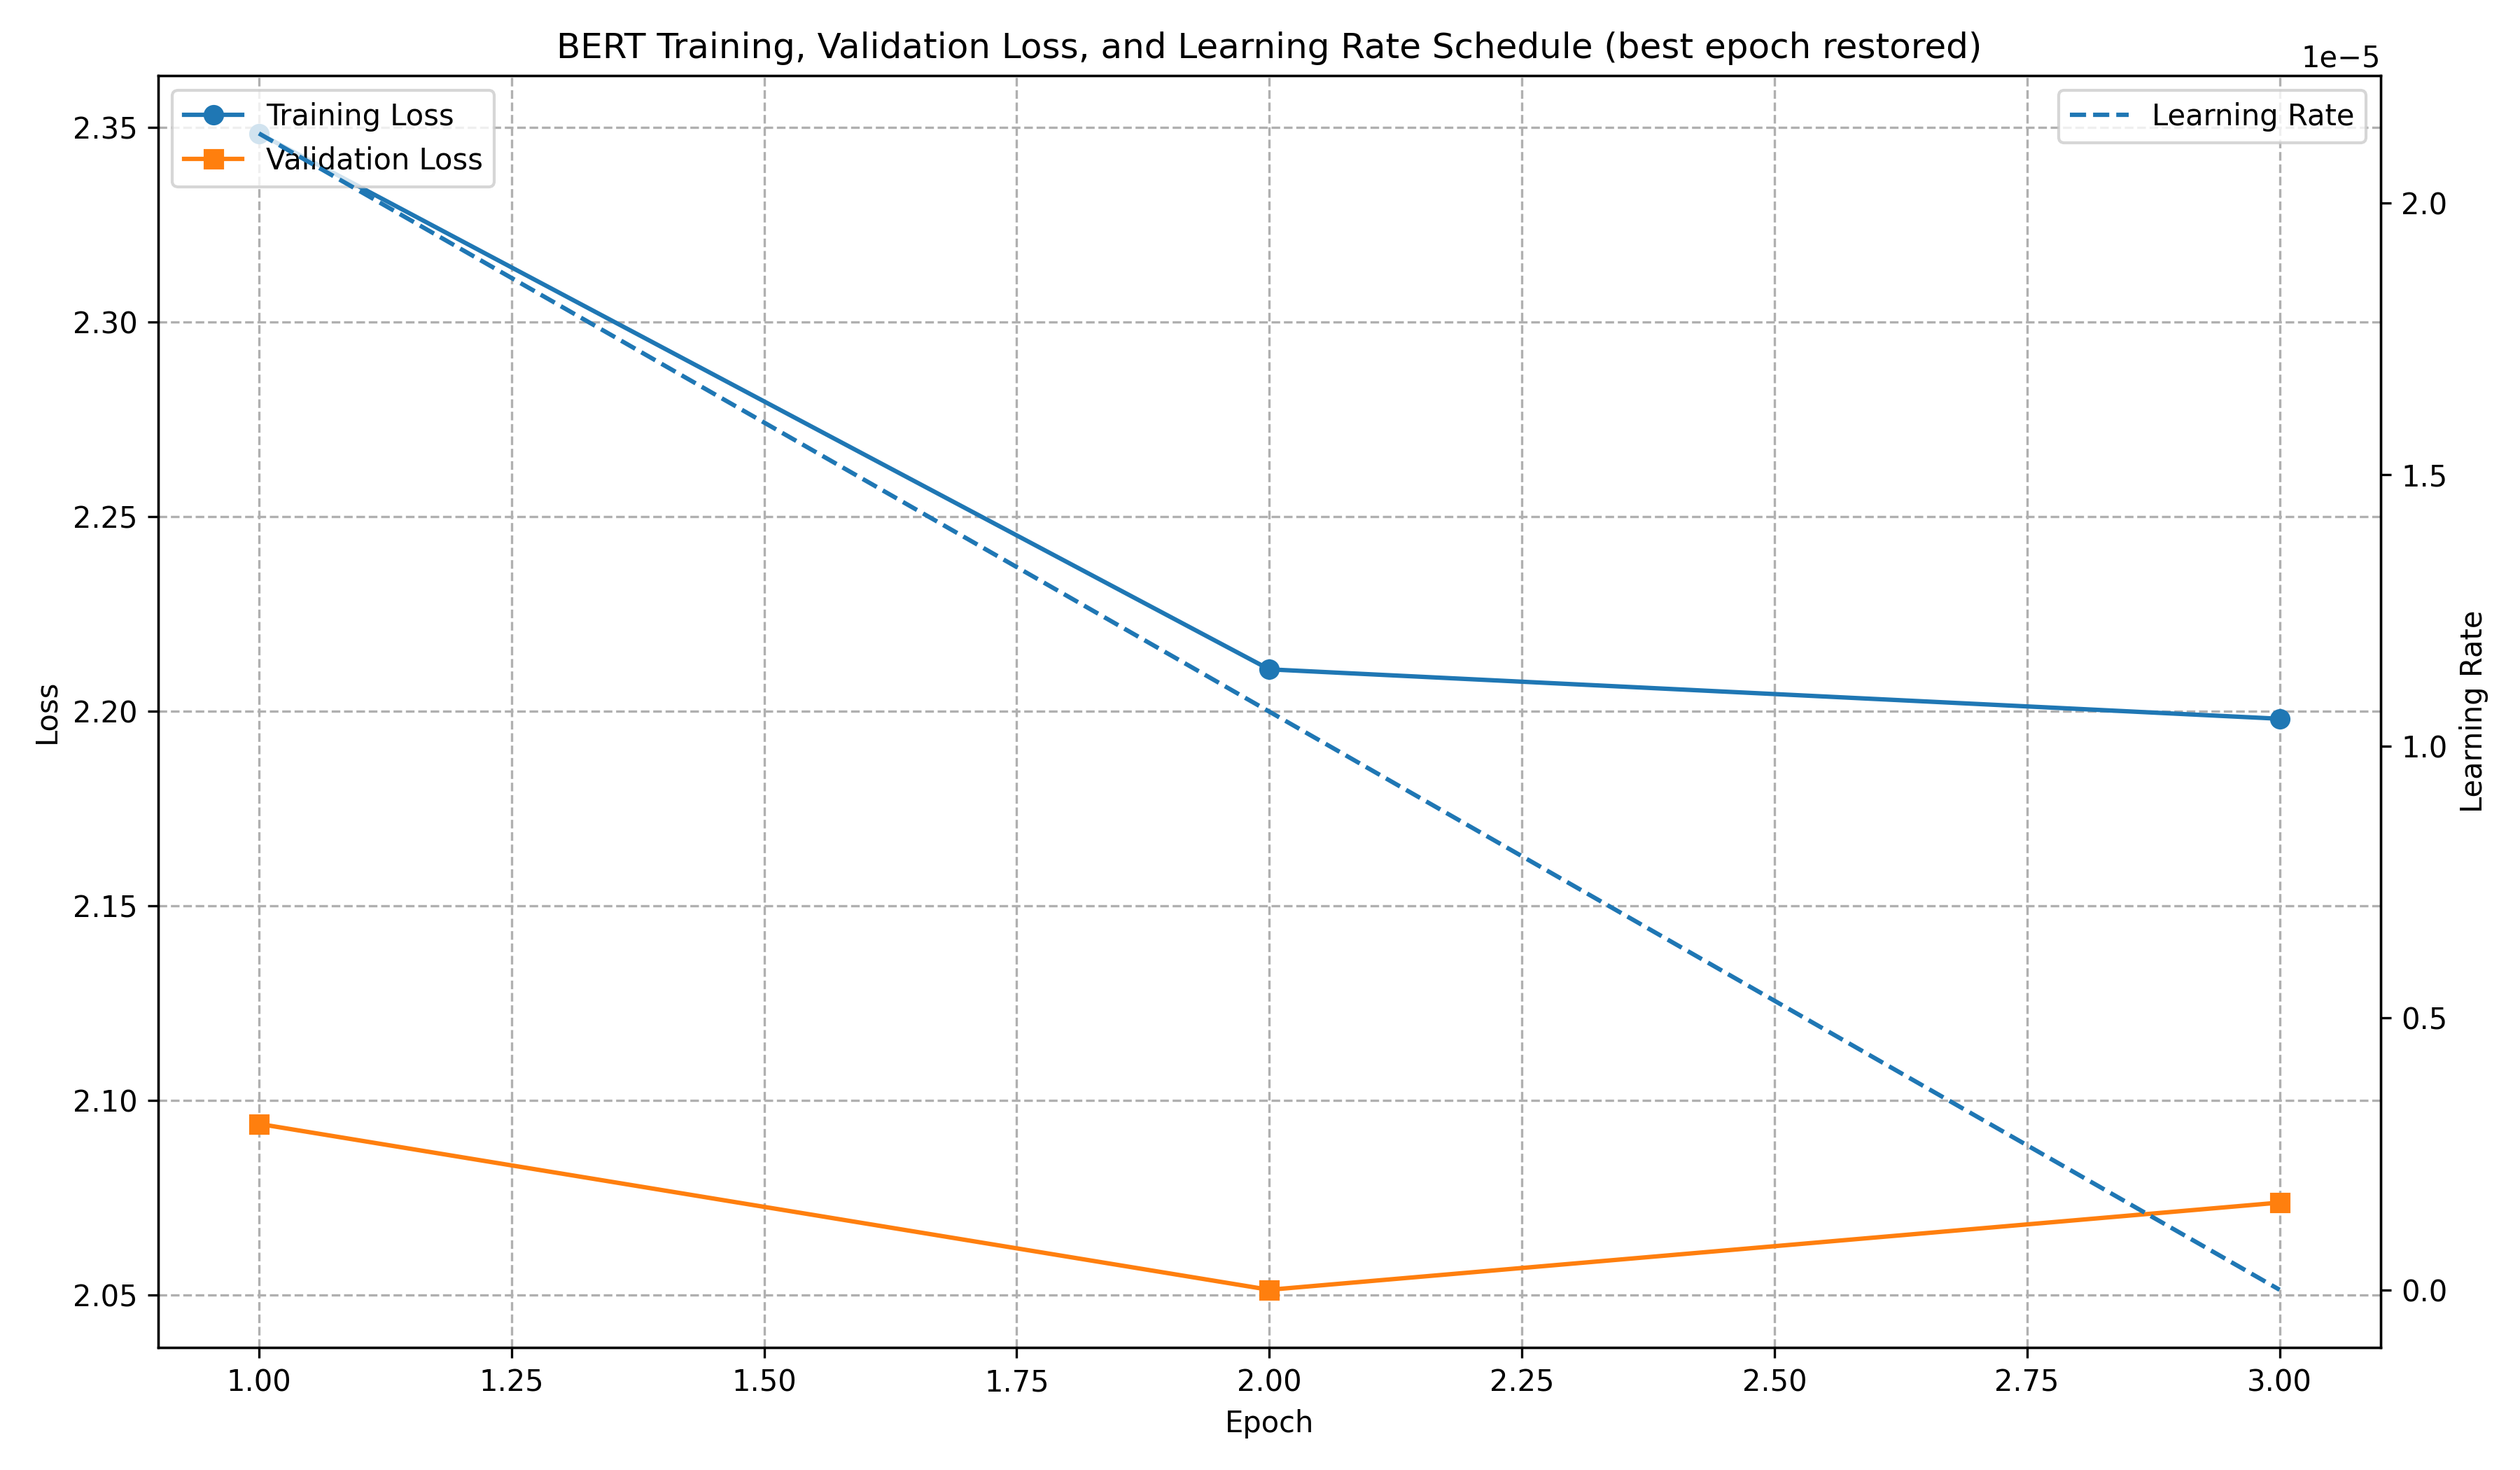 BERT Training, Validation Loss, and Learning Rate Schedule (best epoch restored)
1e−5
Training Loss
Validation Loss
Learning Rate
2.35
2.30
2.25
2.20
2.15
2.10
2.05
Loss
2.0
1.5
1.0
0.5
0.0
Learning Rate
1.00 1.25 1.50 1.75 2.00 2.25 2.50 2.75 3.00
Epoch